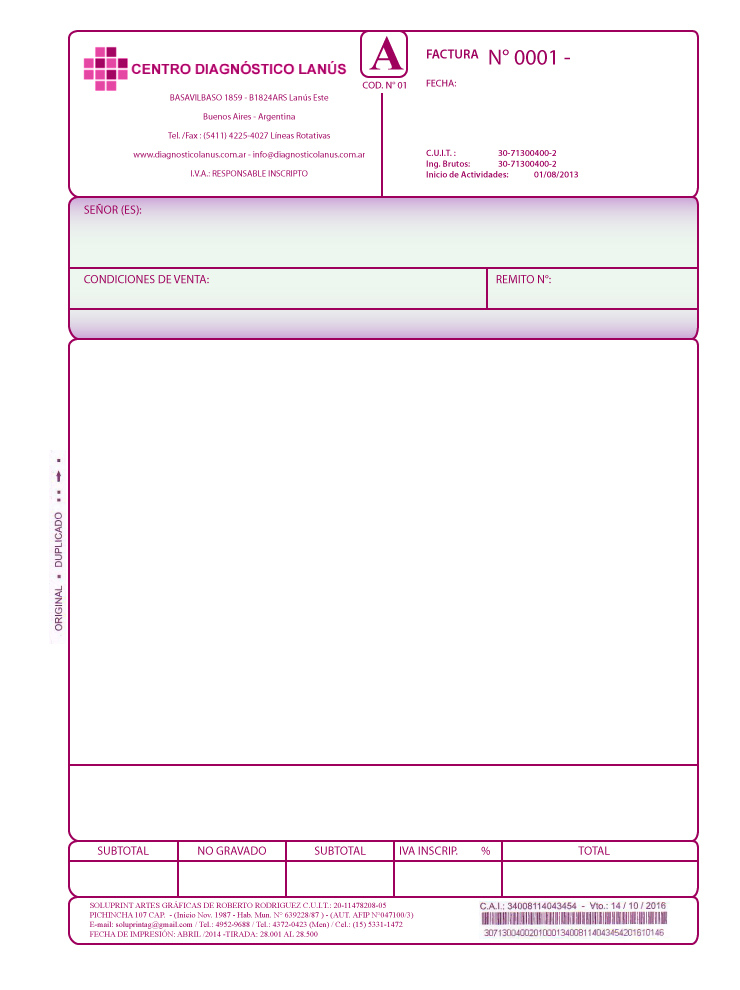 CENTRO DIAGNÓSTICO LANÚS
BASAVILBASO 1859 - B1824ARS Lanús Este
Buenos Aires - Argentina
Tel. /Fax : (5411) 4225-4027 Líneas Rotativas
www.diagnosticolanus.com.ar - info@diagnosticolanus.com.ar
I.V.A.: RESPONSABLE INSCRIPTO
A
COD. N° 01
FACTURA N° 0001 -
FECHA:
C.U.I.T. : 30-71300400-2
Ing. Brutos: 30-71300400-2
Inicio de Actividades: 01/08/2013
SEÑOR (ES):
CONDICIONES DE VENTA: REMITO N°:
ORIGINAL ▪ DUPLICADO
SUBTOTAL NO GRAVADO SUBTOTAL IVA INSCRIP. % TOTAL
SOLUPRINT ARTES GRÁFICAS DE ROBERTO RODRIGUEZ C.U.I.T.: 20-11478208-05
PICHINCHA 107 CAP. - (Inicio Nov. 1987 - Hab. Mun. N° 639228/87 ) - (AUT. AFIP N°047100/3)
E-mail: soluprintag@gmail.com / Tel.: 4952-9688 / Tel.: 4372-0423 (Men) / Cel.: (15) 5331-1472
FECHA DE IMPRESIÓN: ABRIL /2014 -TIRADA: 28.001 AL 28.500
C.A.I.: 34008114043454 - Vto.: 14 / 10 / 2016
307130040020100013400811404345420161014​6